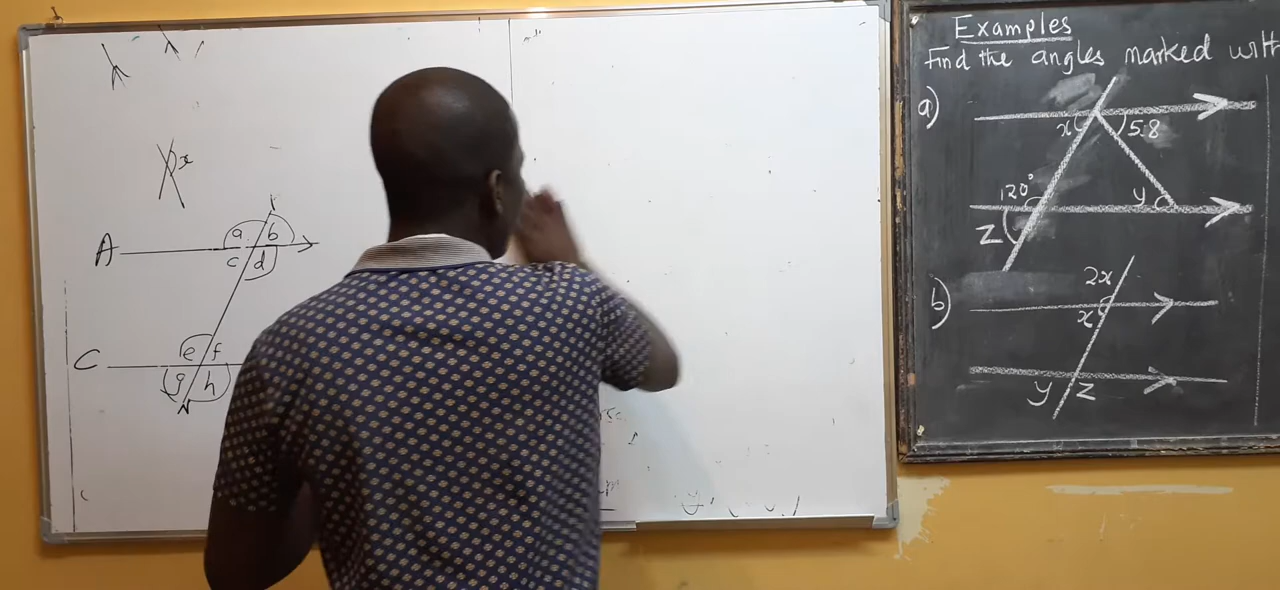 x
a b
A
c d
e f
C
g h
N
Examples
Find the angles marked with
a)
x 58
120°
y
Z
b)
2x
x
y Z